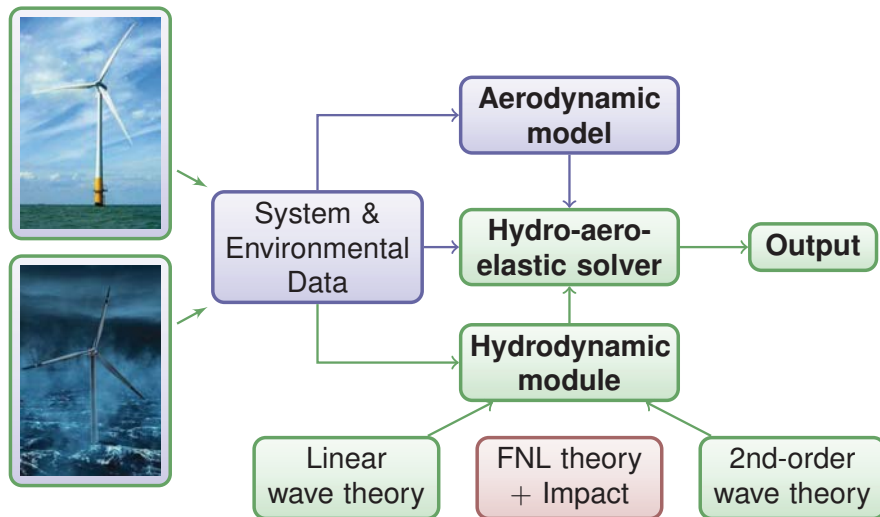 Aerodynamic
model
System &
Environmental
Data
Hydro-aero-
elastic solver
Output
Hydrodynamic
module
Linear
wave theory
FNL theory
+ Impact
2nd-order
wave theory